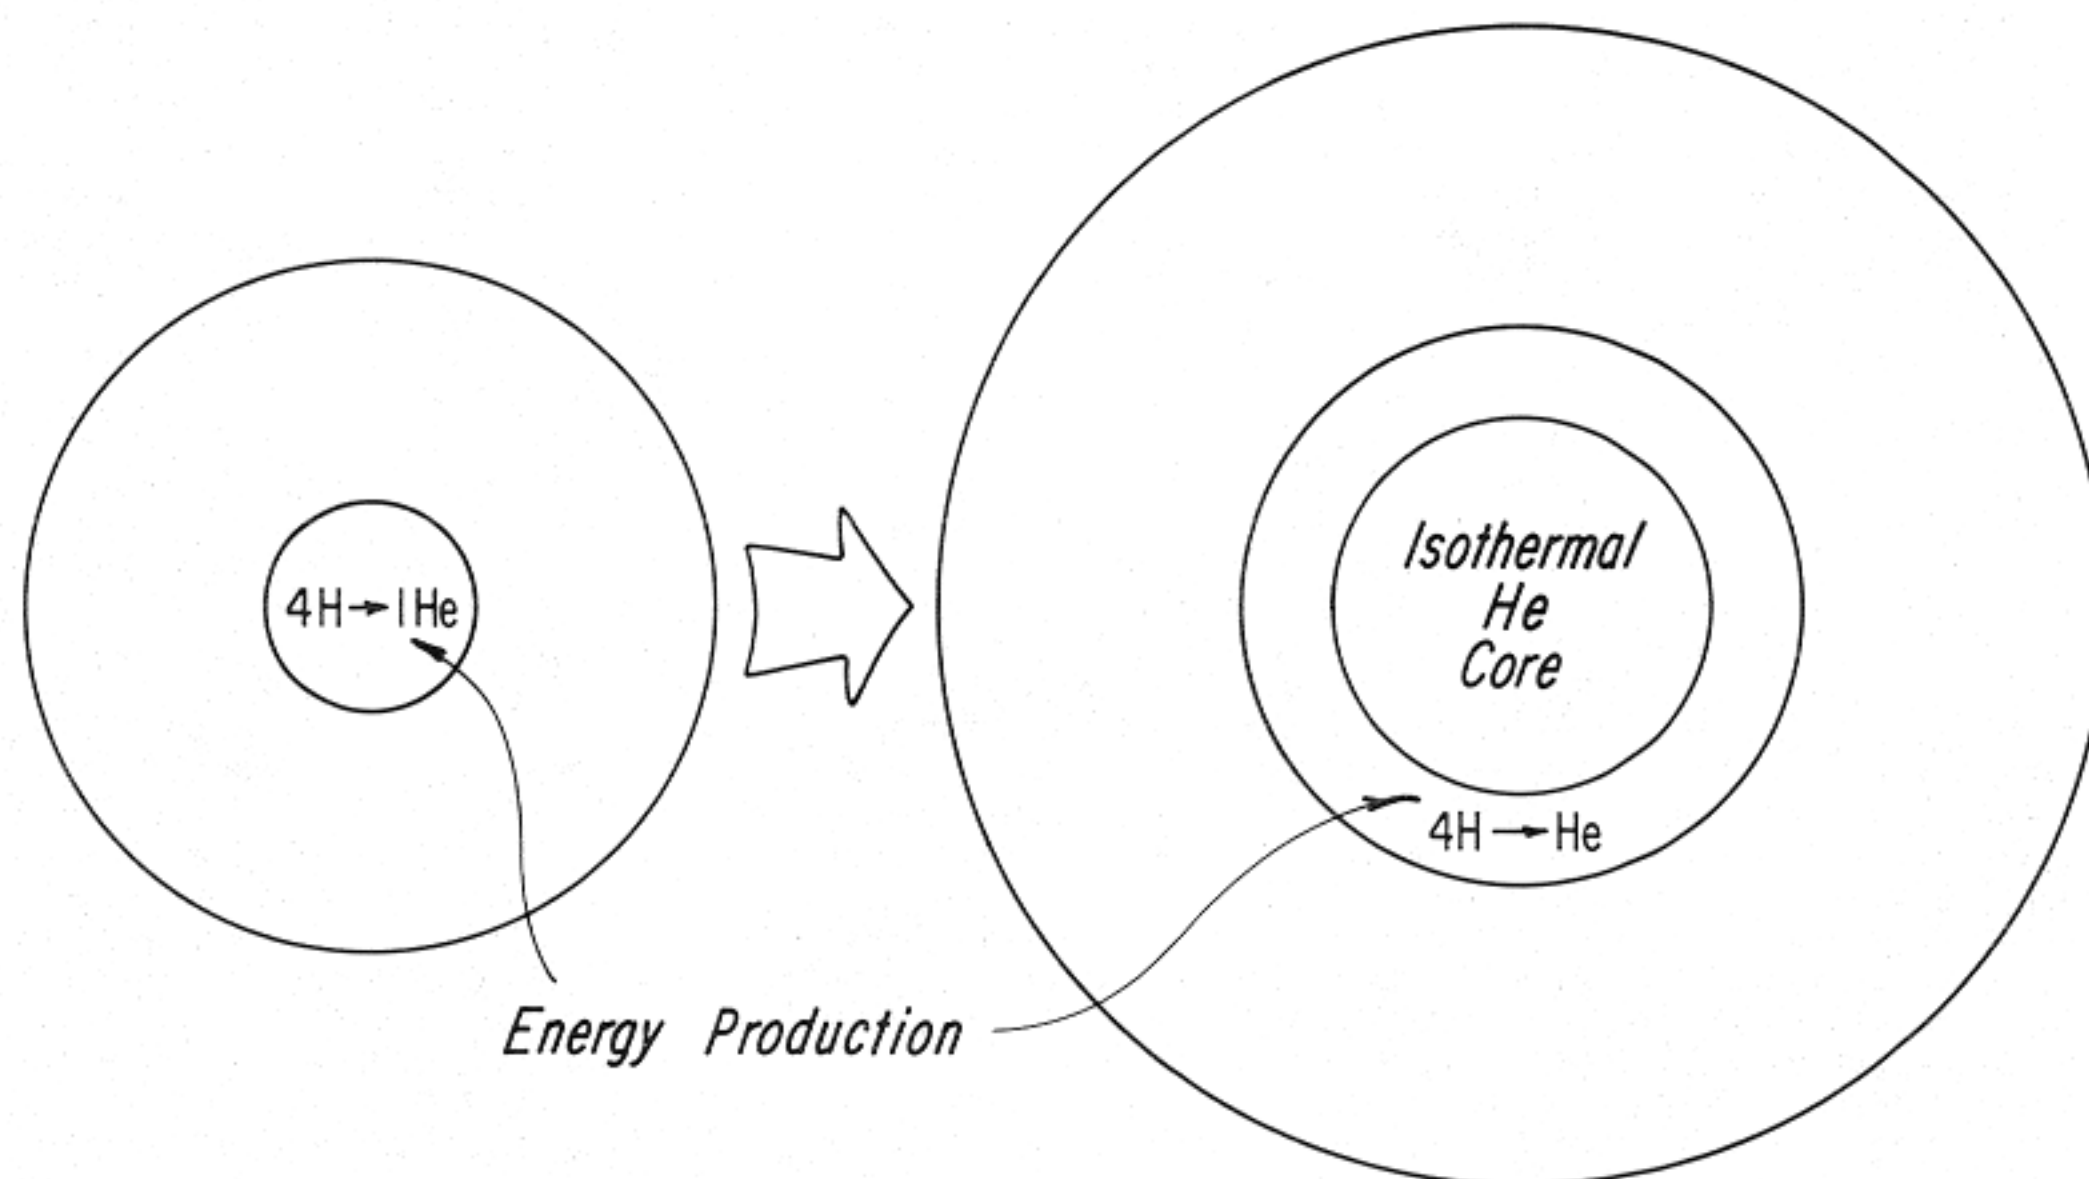 4H→1He
Isothermal
He
Core
4H→He
Energy Production